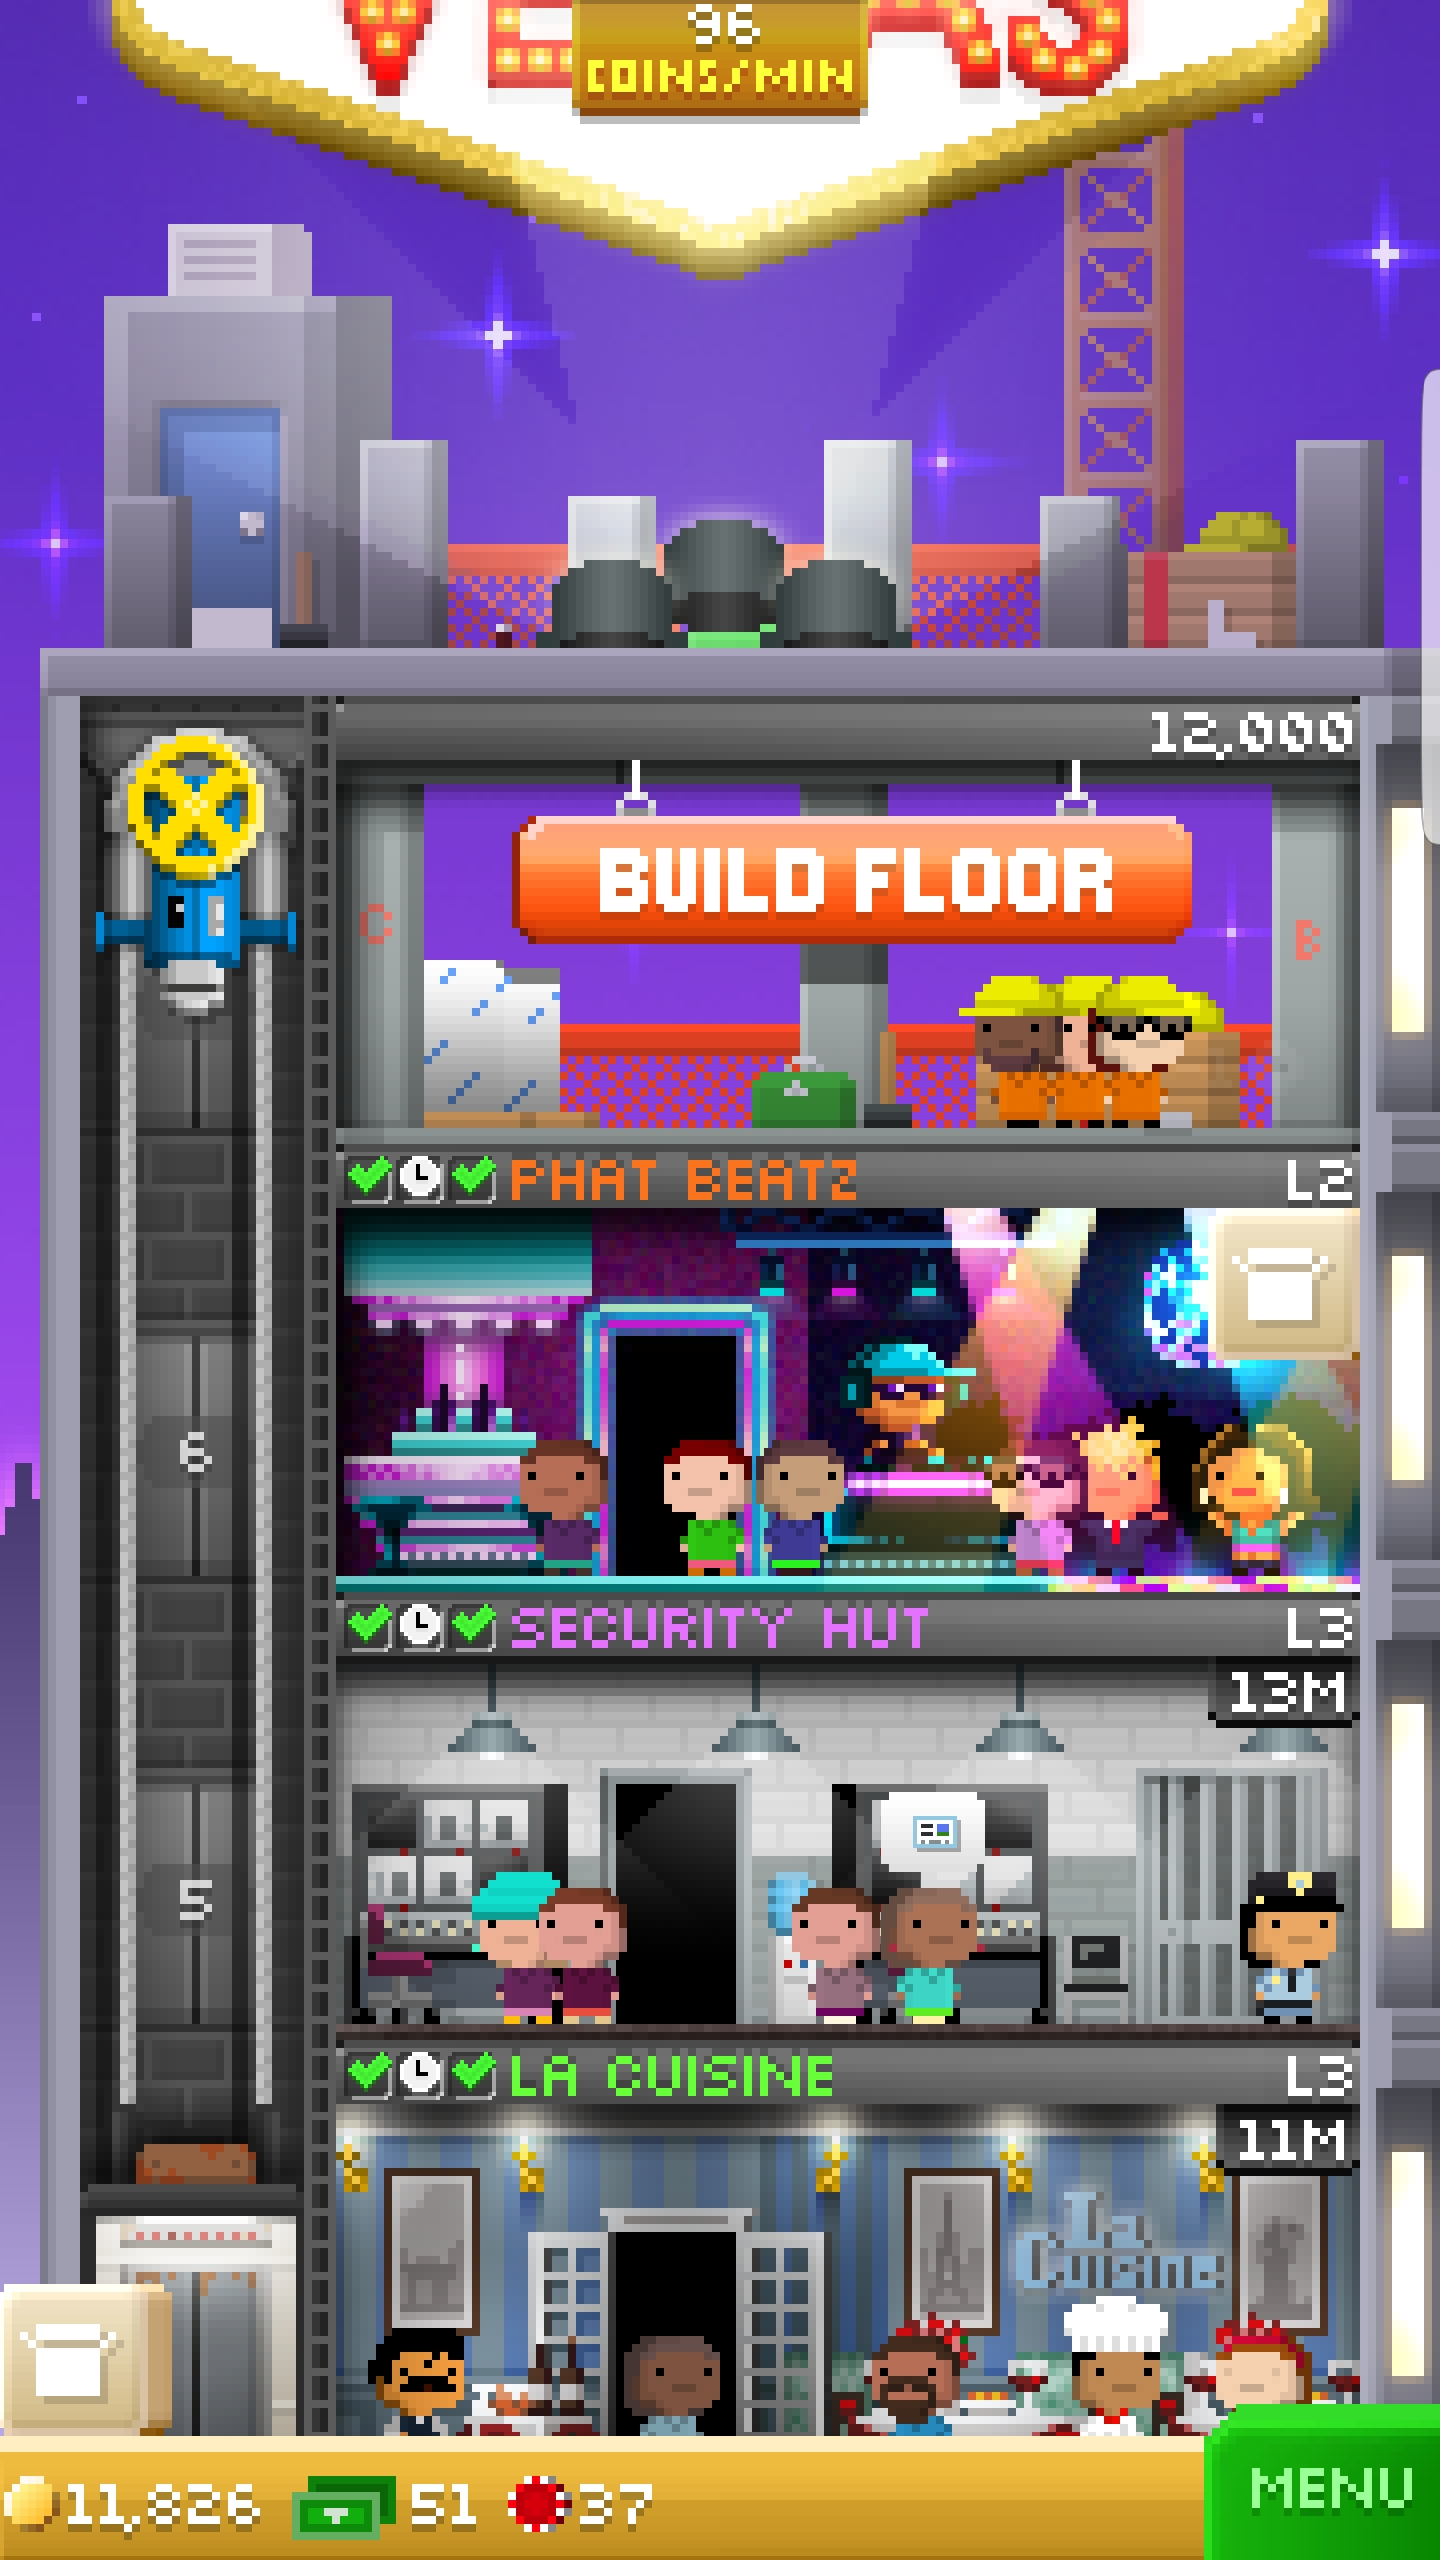 96
COINS/MIN
12,000
BUILD FLOOR
C
B
PHAT BEATZ
L2
6
SECURITY HUT
L3
13M
5
LA CUISINE
L3
11M
La
Cuisine
11,826
51
37
MENU